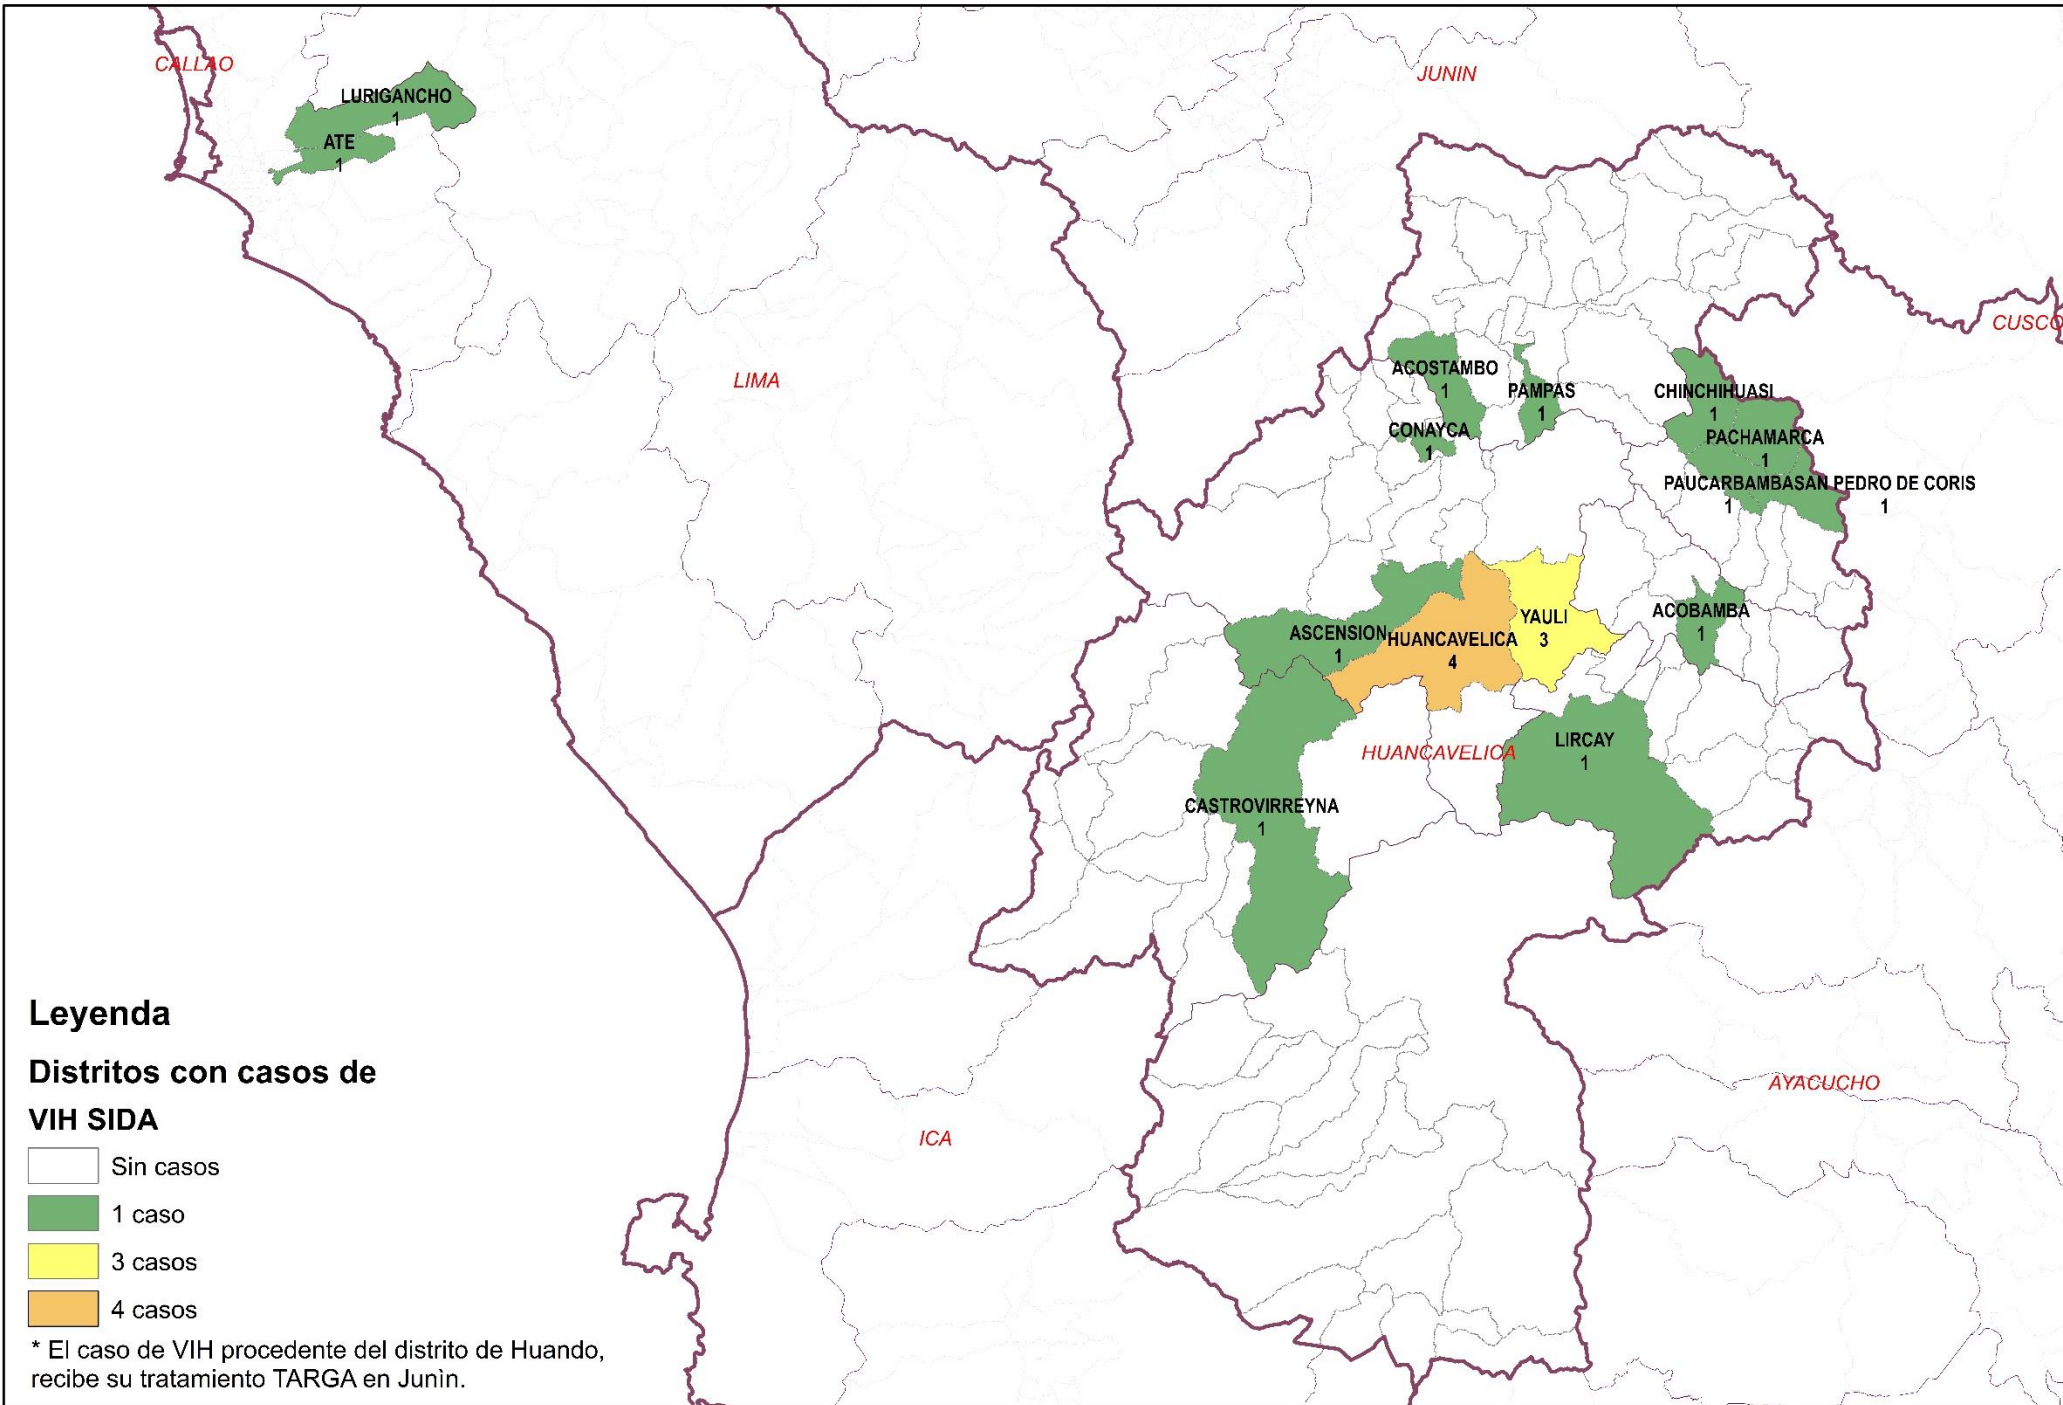 CALLAO
LURIGANCHO
1
ATE
1
JUNIN
CUSCO
LIMA
ACOSTAMBO
1
PAMPAS
1
CONAYCA
1
CHINCHIHUASI
1
PACHAMARCA
1
PAUCARBAMBA
1
SAN PEDRO DE CORIS
1
ASCENSION
1
HUANCAVELICA
4
YAULI
3
ACOBAMBA
1
HUANCAVELICA
LIRCAY
1
CASTROVIRREYNA
1
AYACUCHO
ICA
Leyenda
Distritos con casos de
VIH SIDA
Sin casos
1 caso
3 casos
4 casos
* El caso de VIH procedente del distrito de Huando,
recibe su tratamiento TARGA en Junìn.